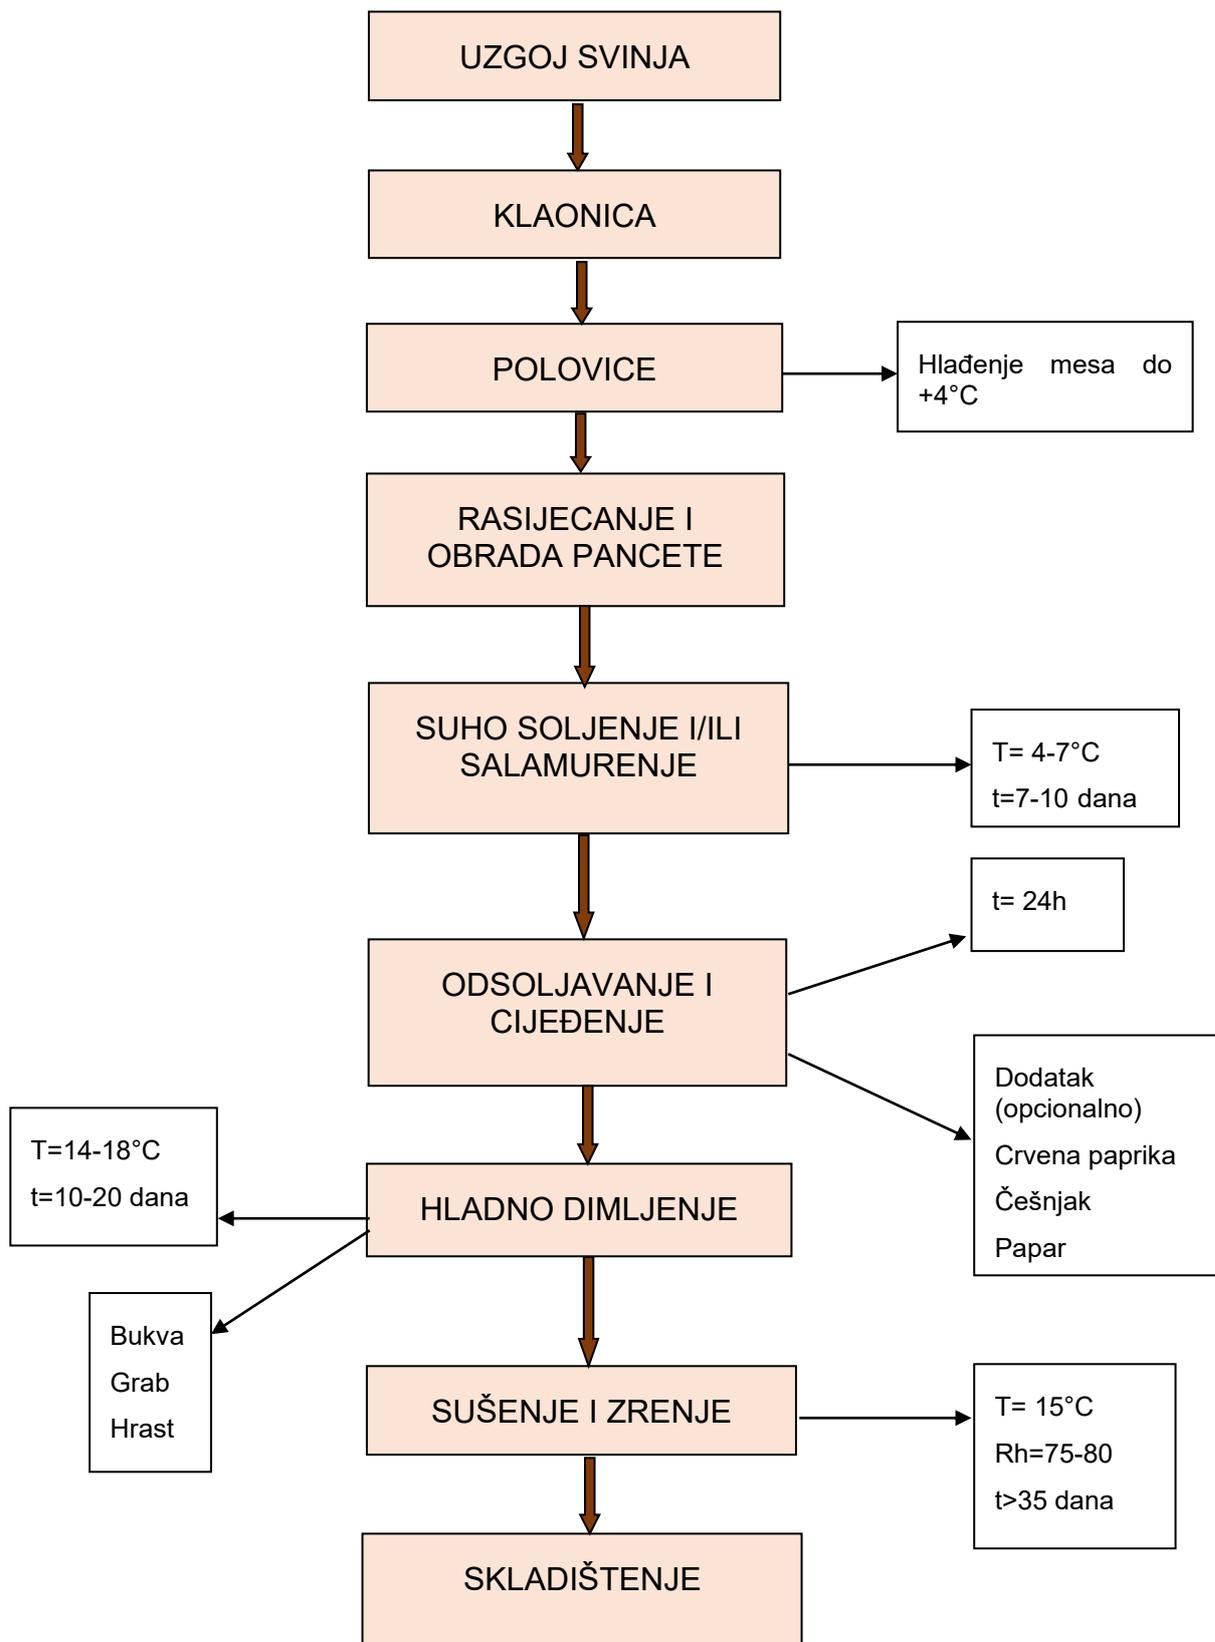 UZGOJ SVINJA
KLAONICA
POLOVICE
Hlađenje mesa do
+4°C
RASIJECANJE I
OBRADA PANCETE
SUHO SOLJENJE I/ILI
SALAMURENJE
T= 4-7°C
t=7-10 dana
t= 24h
ODSOLJAVANJE I
CIJEĐENJE
Dodatak
(opcionalno)
Crvena paprika
Češnjak
Papar
T=14-18°C
t=10-20 dana
HLADNO DIMLJENJE
Bukva
Grab
Hrast
SUŠENJE I ZRENJE
T= 15°C
Rh=75-80
t>35 dana
SKLADIŠTENJE